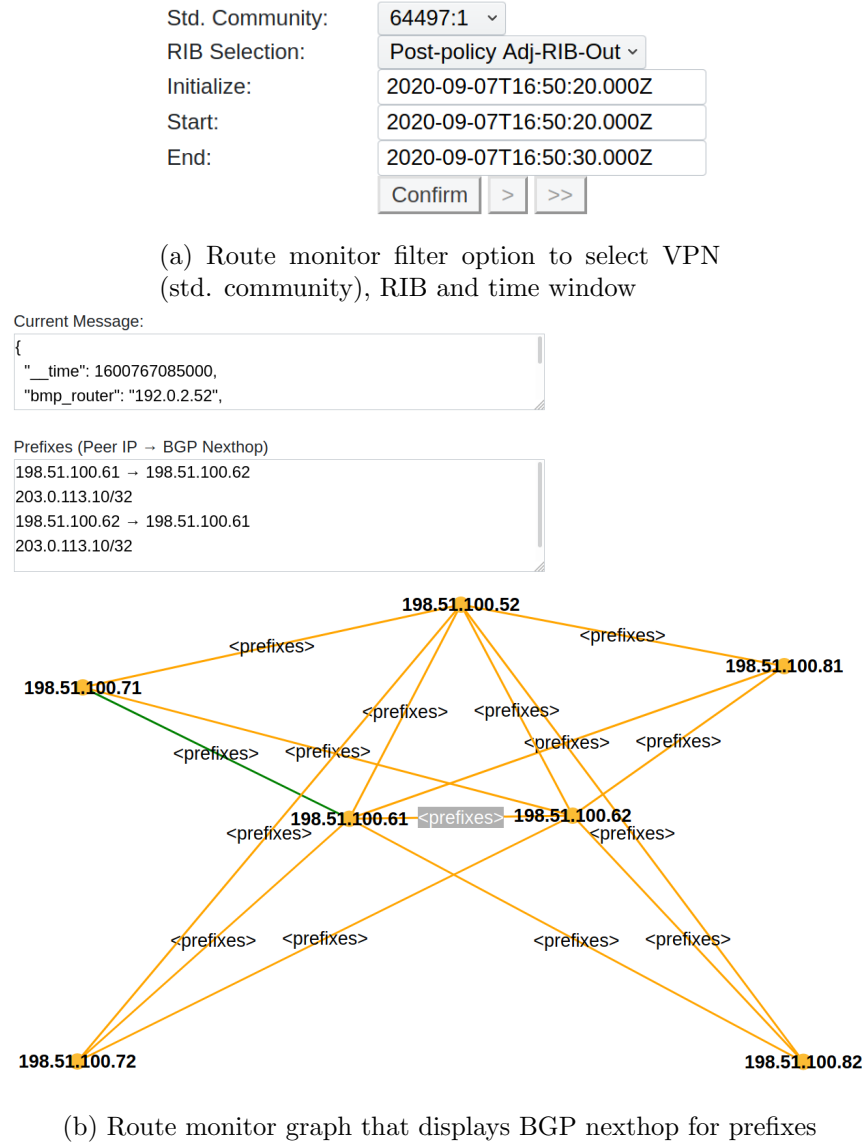 Std. Community: 64497:1
RIB Selection: Post-policy Adj-RIB-Out
Initialize: 2020-09-07T16:50:20.000Z
Start: 2020-09-07T16:50:20.000Z
End: 2020-09-07T16:50:30.000Z
Confirm > >>
(a) Route monitor filter option to select VPN
(std. community), RIB and time window
Current Message:
{
"__time": 1600767085000,
"bmp_router": "192.0.2.52",
Prefixes (Peer IP → BGP Nexthop)
198.51.100.61 → 198.51.100.62
203.0.113.10/32
198.51.100.62 → 198.51.100.61
203.0.113.10/32
198.51.100.52
<prefixes>
<prefixes>
198.51.100.81
198.51.100.71
<prefixes>
<prefixes>
<prefixes>
<prefixes>
<prefixes>
<prefixes>
198.51.100.61
<prefixes>
198.51.100.62
<prefixes>
<prefixes>
<prefixes>
<prefixes>
<prefixes>
<prefixes>
198.51.100.72
198.51.100.82
(b) Route monitor graph that displays BGP nexthop for prefixes